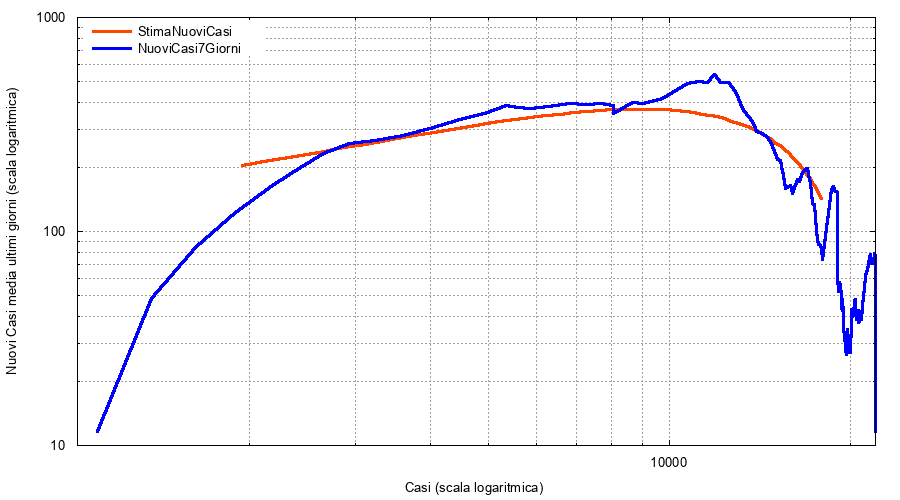 1000
StimaNuoviCasi
NuoviCasi7Giorni
100
10
10000
Nuovi Casi media ultimi giorni (scala logaritmica)
Casi (scala logaritmica)